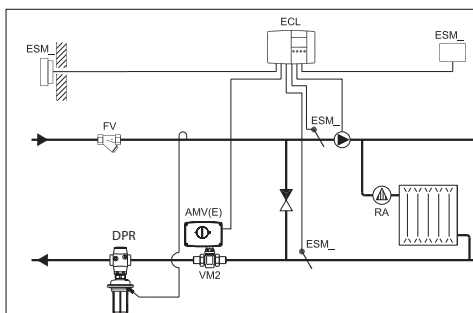 ECL
ESM_
ESM_
FV
ESM_
AMV(E)
RA
DPR
ESM_
VM2